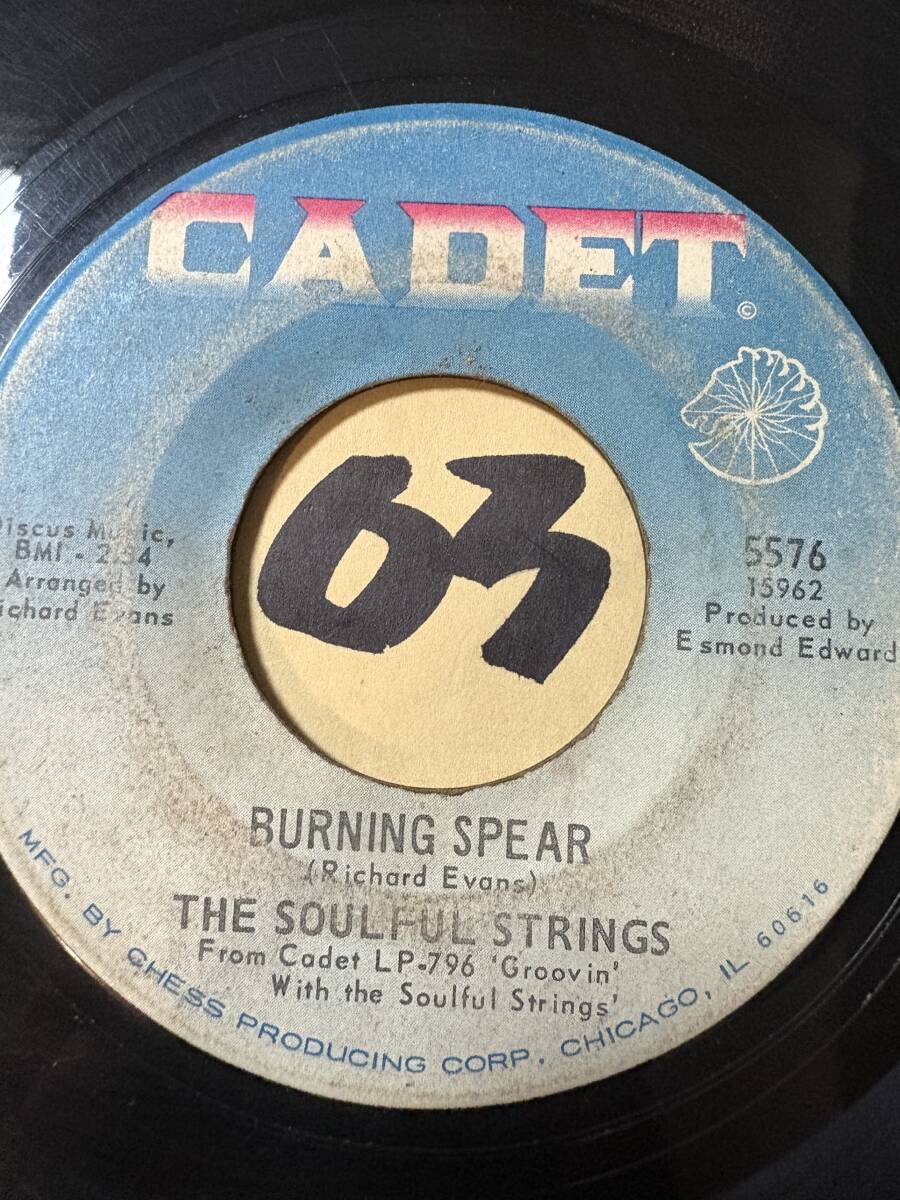 CADET
©
63
Music,
BMI - 2:34
Arranged by
Richard Evans
5576
15962
Produced by
Esmond Edward
BURNING SPEAR
(Richard Evans)
THE SOULFUL STRINGS
From Cadet LP-796 'Groovin'
With the Soulful Strings'
MFG. BY CHESS PRODUCING CORP. CHICAGO, IL 60616